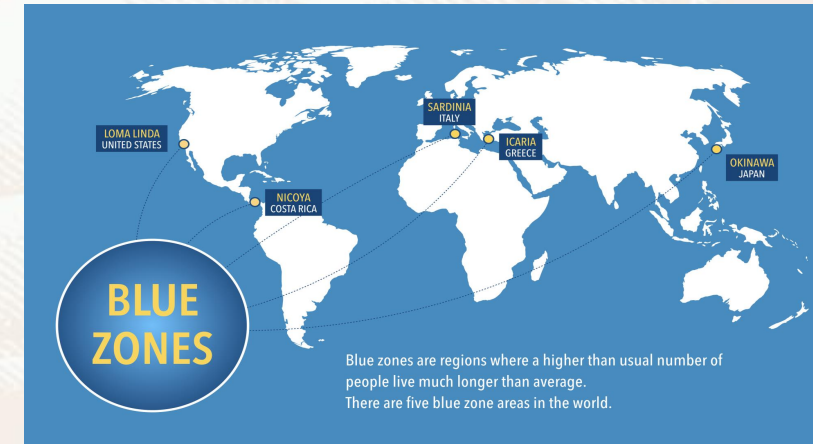 SARDINIA
ITALY
LOMA LINDA
UNITED STATES
ICARIA
GREECE
OKINAWA
JAPAN
NICOYA
COSTA RICA
BLUE
ZONES
Blue zones are regions where a higher than usual number of
people live much longer than average.
There are five blue zone areas in the world.